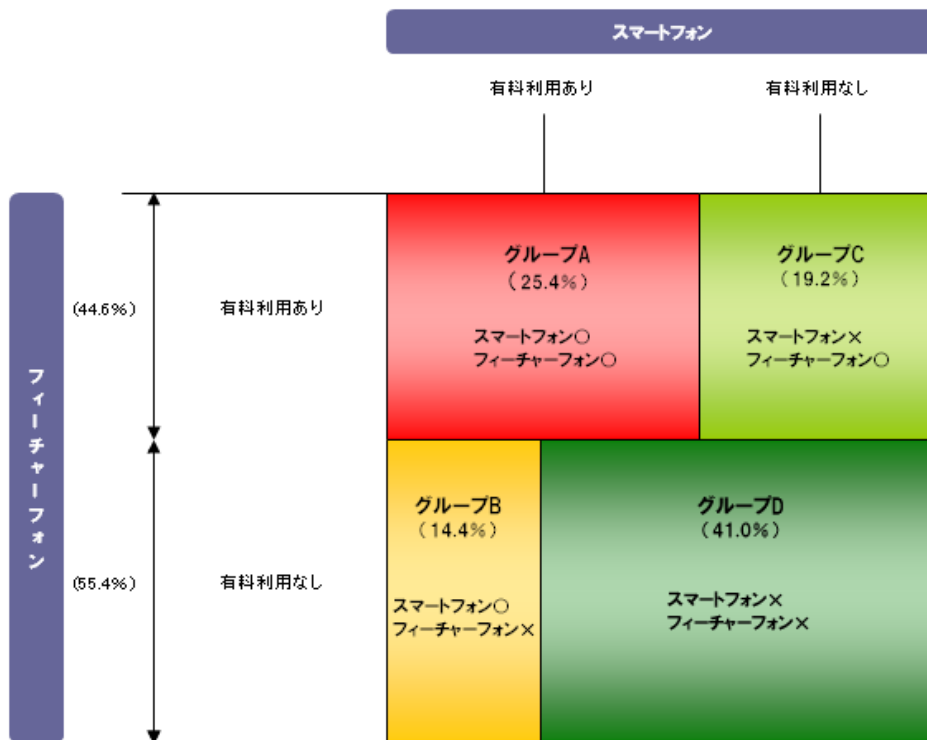 スマートフォン
有料利用あり
有料利用なし
フィーチャーフォン
(44.6%)
有料利用あり
グループA
(25.4%)
スマートフォン○
フィーチャーフォン○
グループC
(19.2%)
スマートフォン×
フィーチャーフォン○
(55.4%)
有料利用なし
グループB
(14.4%)
スマートフォン○
フィーチャーフォン×
グループD
(41.0%)
スマートフォン×
フィーチャーフォン×